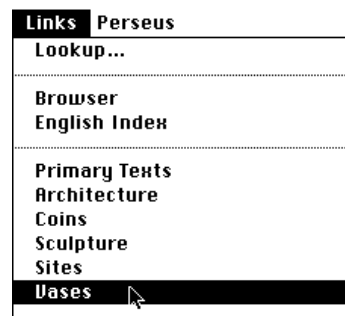 Links Perseus
Lookup...
Browser
English Index
Primary Texts
Architecture
Coins
Sculpture
Sites
Vases